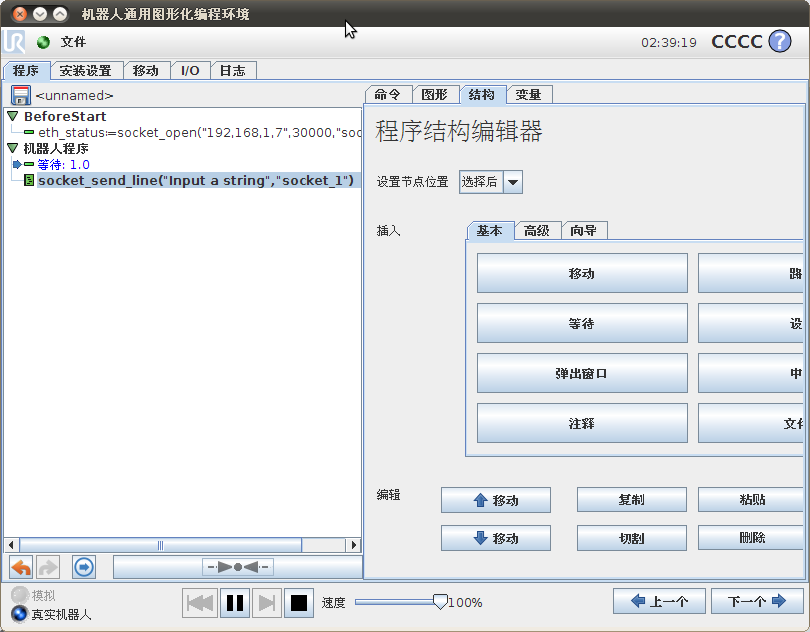 机器人通用图形化编程环境
UR 文件 02:39:19 CCCC ?
程序 安装设置 移动 I/O 日志
<unnamed>
BeforeStart
eth_status≔socket_open("192,168,1,7",30000,"soc
机器人程序
等待: 1.0
socket_send_line("Input a string","socket_1")
命令 图形 结构 变量
程序结构编辑器
设置节点位置 选择后
插入
基本 高级 向导
移动
等待 设
弹出窗口 中
注释 文件
编辑
移动 复制 粘贴
移动 切割 删除
模拟
真实机器人
速度 100%
上一个 下一个